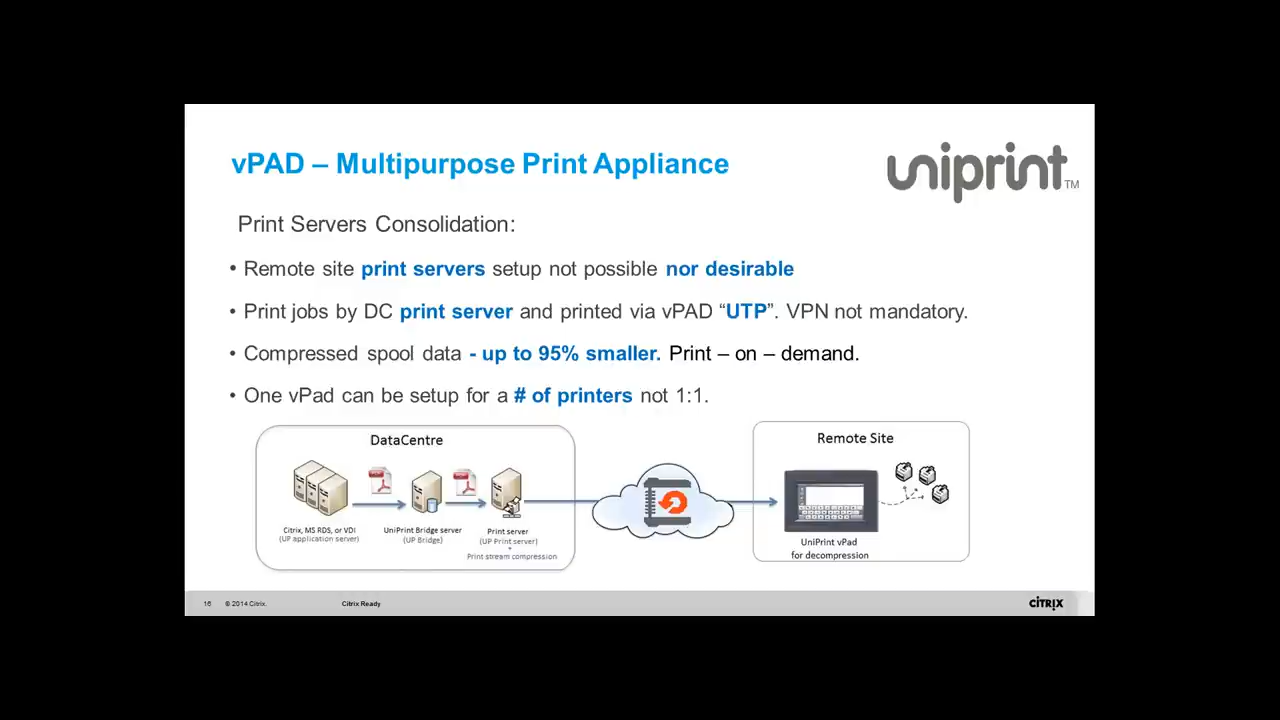 vPAD – Multipurpose Print Appliance
uniprint TM
Print Servers Consolidation:
• Remote site print servers setup not possible nor desirable
• Print jobs by DC print server and printed via vPAD “UTP”. VPN not mandatory.
• Compressed spool data - up to 95% smaller. Print – on – demand.
• One vPad can be setup for a # of printers not 1:1.
DataCentre
Citrix, MS RDS, or VDI
(UP application server)
UniPrint Bridge server
(UP Bridge)
Print server
(UP Print server)
+
Print stream compression
Remote Site
UniPrint vPad
for decompression
16 © 2014 Citrix. Citrix Ready CITRIX